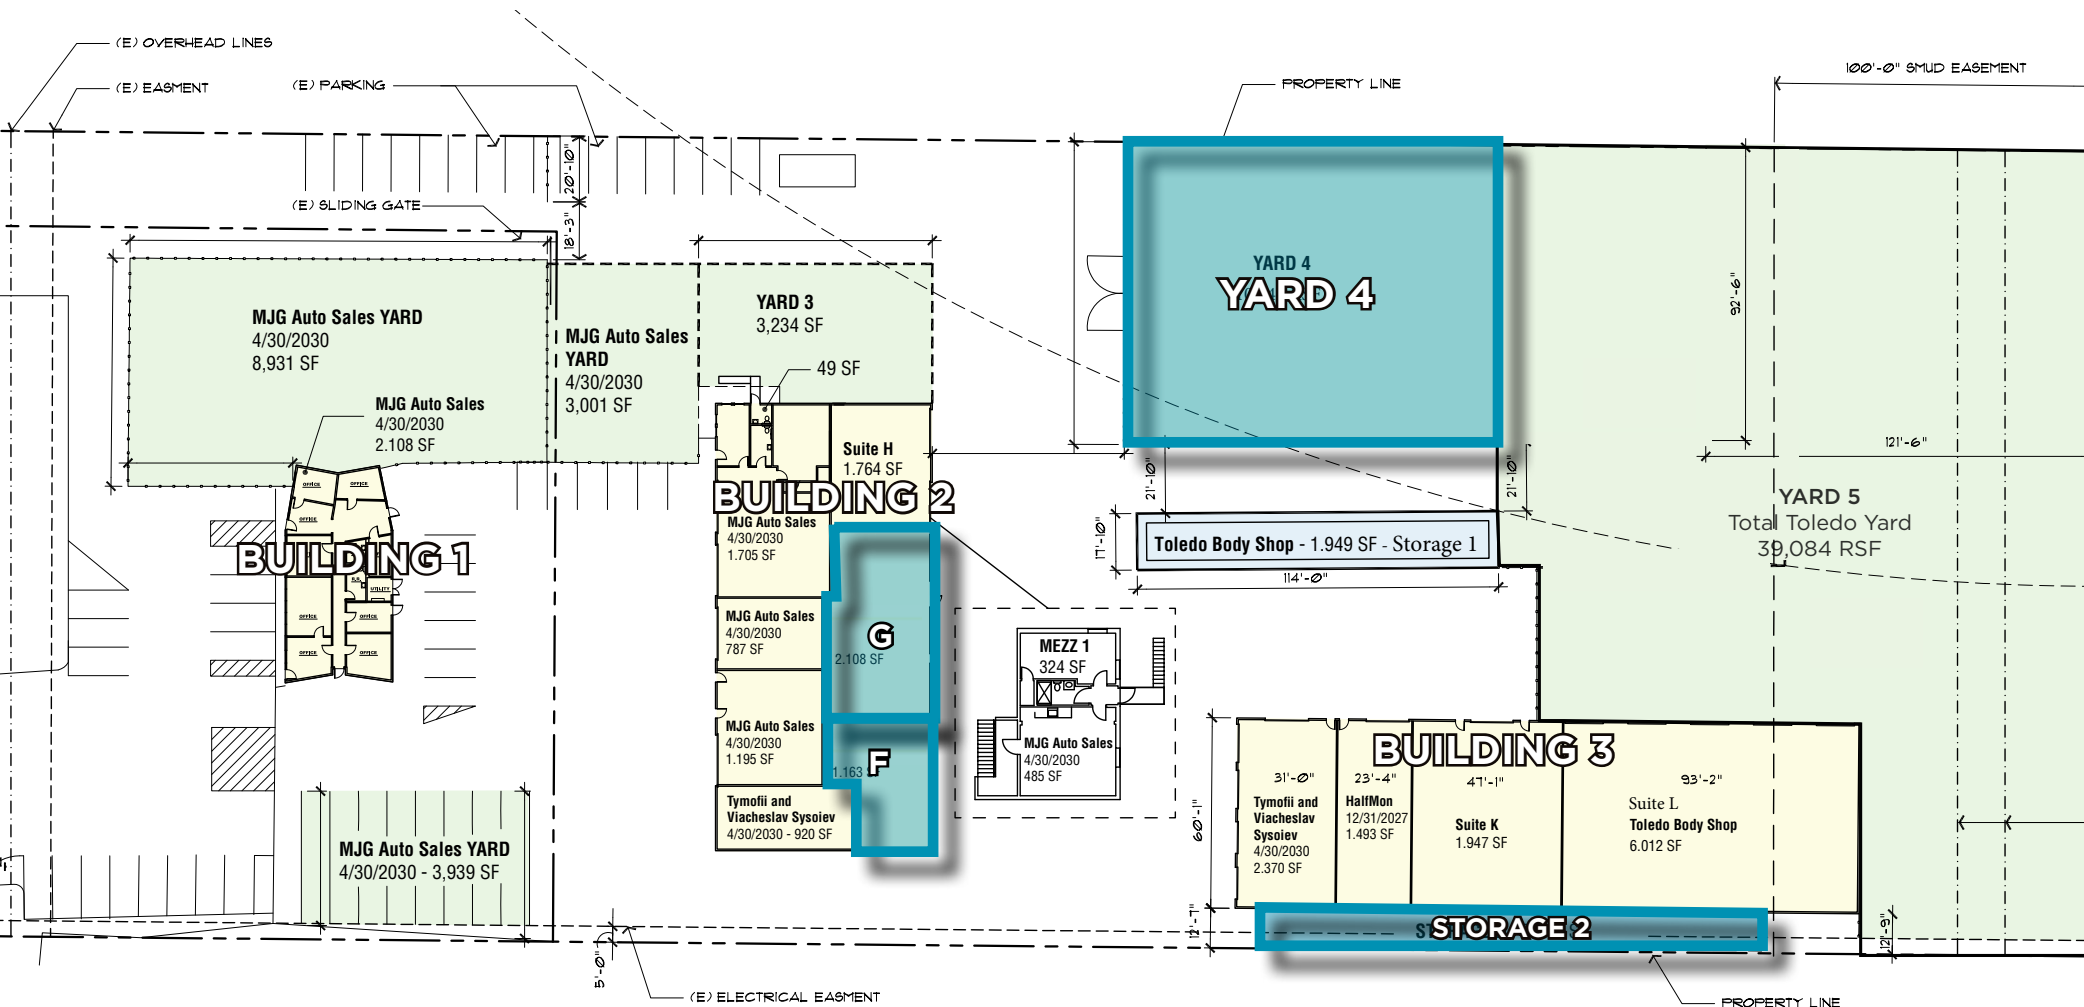 (E) OVERHEAD LINES
(E) EASMENT
(E) PARKING
PROPERTY LINE
100'-0" SMUD EASEMENT
20'-10"
(E) SLIDING GATE
18'-3"
MJG Auto Sales YARD
4/30/2030
8,931 SF
MJG Auto Sales
4/30/2030
2.108 SF
MJG Auto Sales
YARD
4/30/2030
3,001 SF
YARD 3
3,234 SF
49 SF
YARD 4
YARD 4
92'-6"
121'-6"
YARD 5
Total Toledo Yard
39,084 RSF
Suite H
1.764 SF
BUILDING 2
MJG Auto Sales
4/30/2030
1.705 SF
21'-10"
21'-10"
17'-10"
Toledo Body Shop - 1.949 SF - Storage 1
114'-0"
OFFICE
OFFICE
OFFICE
BUILDING 1
R.R.
UTILITY
OFFICE
OFFICE
OFFICE
OFFICE
MJG Auto Sales
4/30/2030
787 SF
G
2.108 SF
MEZZ 1
324 SF
MJG Auto Sales
4/30/2030
485 SF
MJG Auto Sales
4/30/2030
1.195 SF
F
1.163
Tymofii and
Viacheslav Sysoiev
4/30/2030 - 920 SF
BUILDING 3
31'-0"
23'-4"
47'-1"
93'-2"
60'-1"
Tymofii and
Viacheslav
Sysoiev
4/30/2030
2.370 SF
HalfMon
12/31/2027
1.493 SF
Suite K
1.947 SF
Suite L
Toledo Body Shop
6.012 SF
MJG Auto Sales YARD
4/30/2030 - 3,939 SF
12'-7"
STORAGE 2
12'-9"
5'-0"
(E) ELECTRICAL EASMENT
PROPERTY LINE